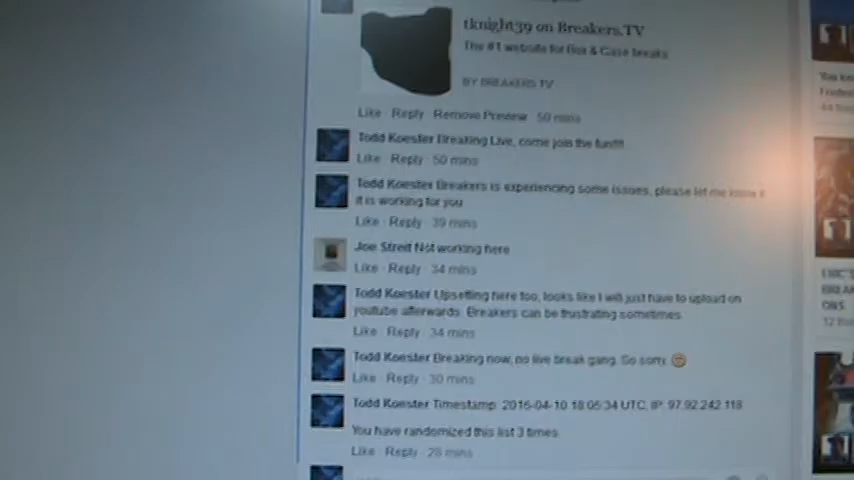 tknight39 on Breakers.TV
The #1 website for Box & Case breaks
BY BREAKERS.TV
Like · Reply · Remove Preview · 50 mins
Todd Koester Breaking Live, come join the fun!!!!
Like · Reply · 50 mins
Todd Koester Breakers is experiencing some issues, please let me know if
it is working for you
Like · Reply · 39 mins
Joe Streit Not working here
Like · Reply · 34 mins
Todd Koester Upsetting here too, looks like I will just have to upload on
youtube afterwards. Breakers can be frustrating sometimes
Like · Reply · 34 mins
Todd Koester Breaking now, no live break gang. So sorry
Like · Reply · 30 mins
Todd Koester Timestamp: 2016-04-10 18:05:34 UTC, IP: 97.92.242.118
You have randomized this list 3 times
Like · Reply · 28 mins
You kn